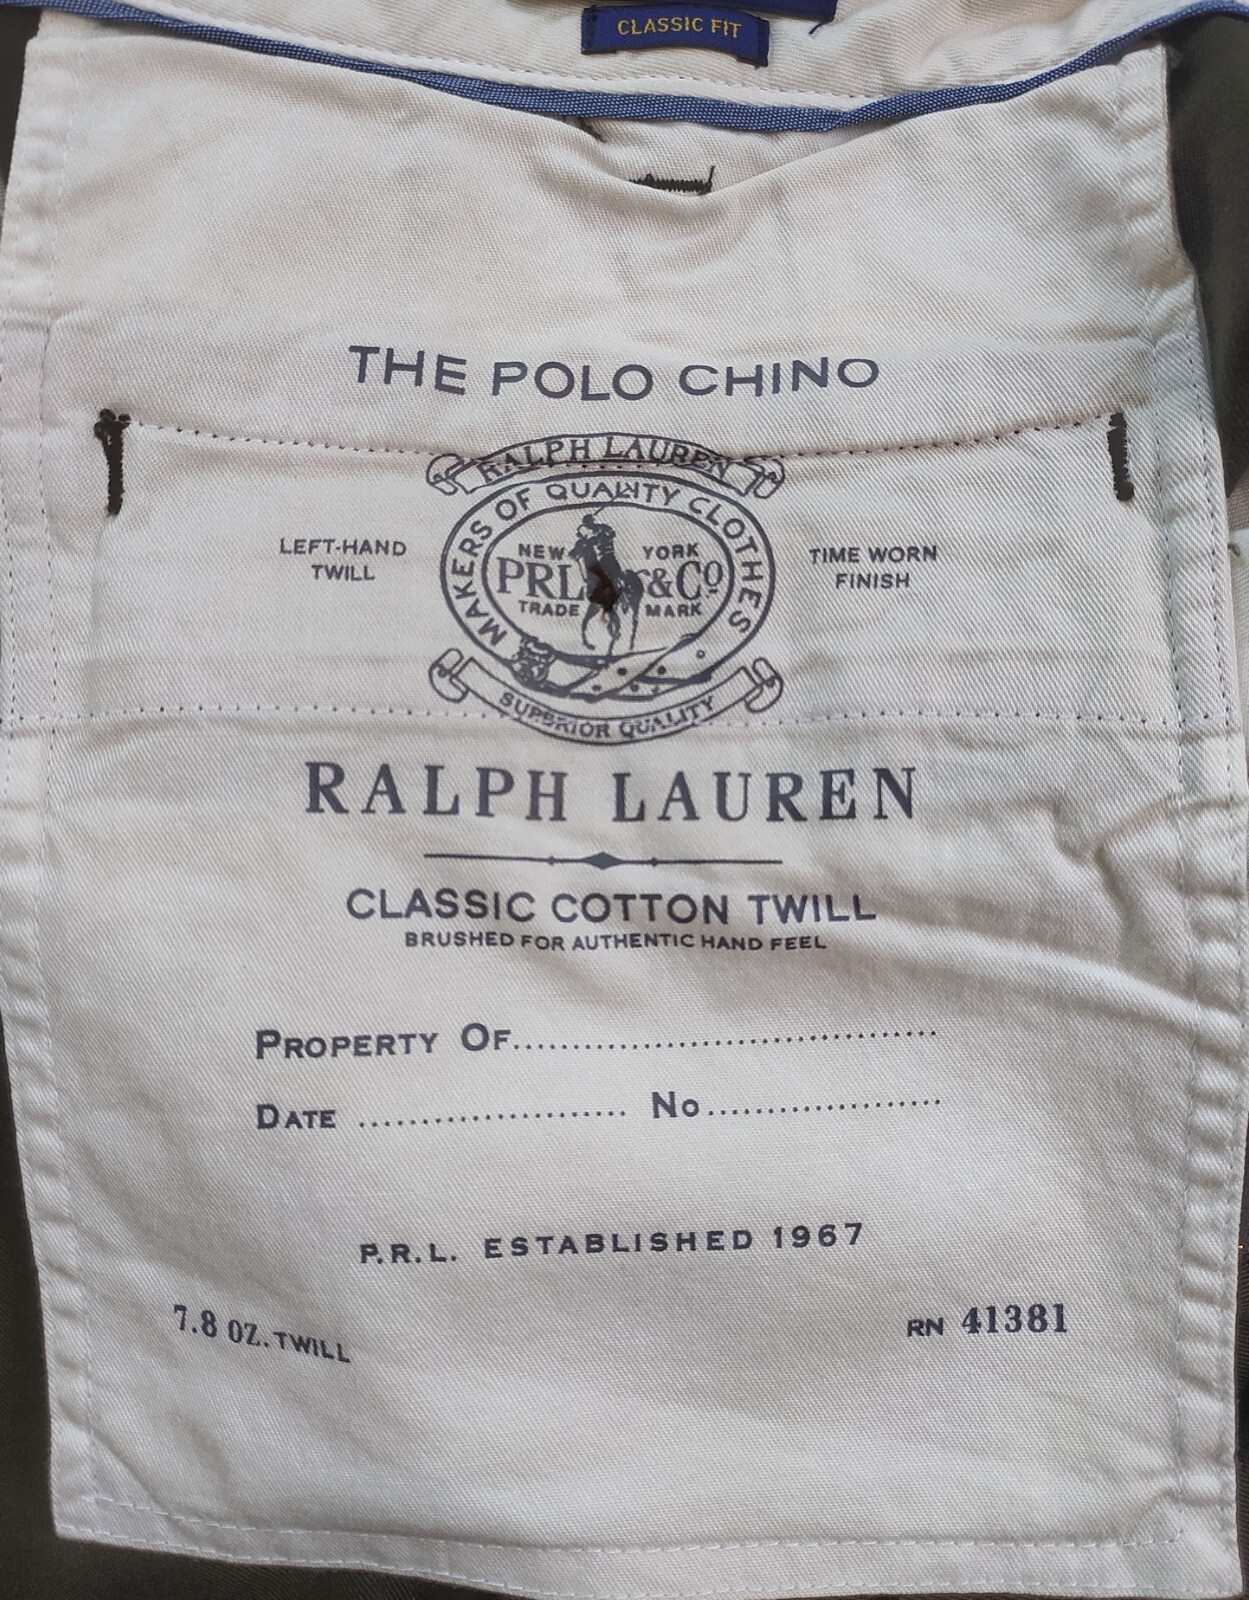 CLASSIC FIT
THE POLO CHINO
RALPH LAUREN
MAKERS OF QUALITY CLOTHES
LEFT-HAND
TWILL
NEW YORK
PRL &Cº
TRADE MARK
TIME WORN
FINISH
SUPERIOR QUALITY
RALPH LAUREN
CLASSIC COTTON TWILL
BRUSHED FOR AUTHENTIC HAND FEEL
PROPERTY OF......................................
DATE ......................... No......................
P.R.L. ESTABLISHED 1967
7.8 OZ. TWILL
RN 41381